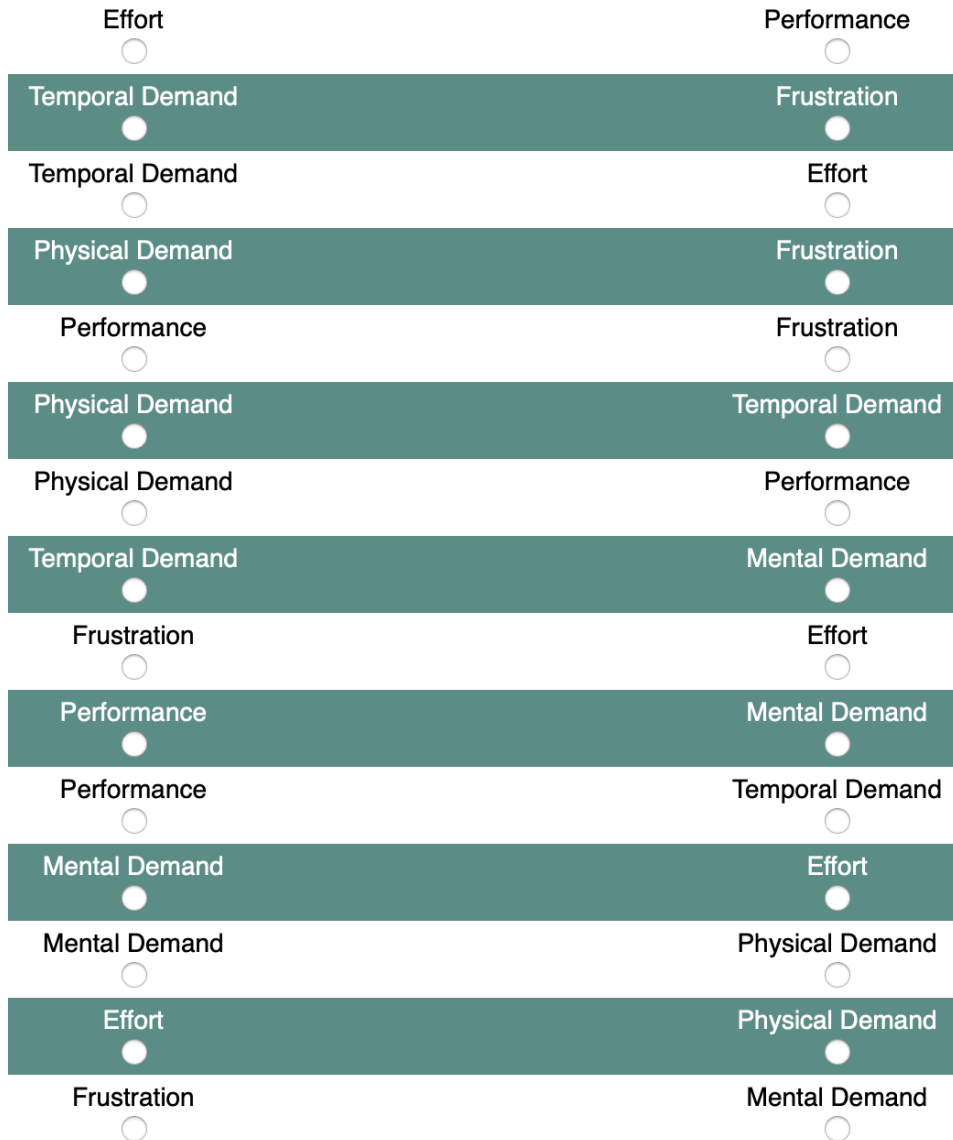 Effort Performance
Temporal Demand Frustration
Temporal Demand Effort
Physical Demand Frustration
Performance Frustration
Physical Demand Temporal Demand
Physical Demand Performance
Temporal Demand Mental Demand
Frustration Effort
Performance Mental Demand
Performance Temporal Demand
Mental Demand Effort
Mental Demand Physical Demand
Effort Physical Demand
Frustration Mental Demand